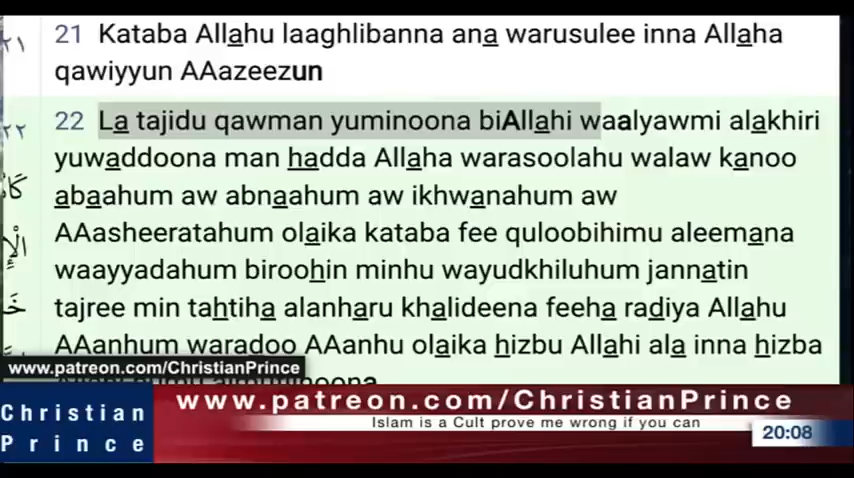 21 Kataba Allahu laaghlibanna ana warusulee inna Allaha
qawiyyun AAazeezun
22 La tajidu qawman yuminoona biAllahi waalyawmi alakhiri
yuwaddoona man hadda Allaha warasoolahu walaw kanoo
abaahum aw abnaahum aw ikhwanahum aw
AAasheeratahum olaika kataba fee quloobihimu aleemana
waayyadahum biroohin minhu wayudkhiluhum jannatin
tajree min tahtiha alanharu khalideena feeha radiya Allahu
AAanhum waradoo AAanhu olaika hizbu Allahi ala inna hizba
٢١
٢٢
www.patreon.com/ChristianPrince
Christian
Prince
www.patreon.com/ChristianPrince
Islam is a Cult prove me wrong if you can
20:08